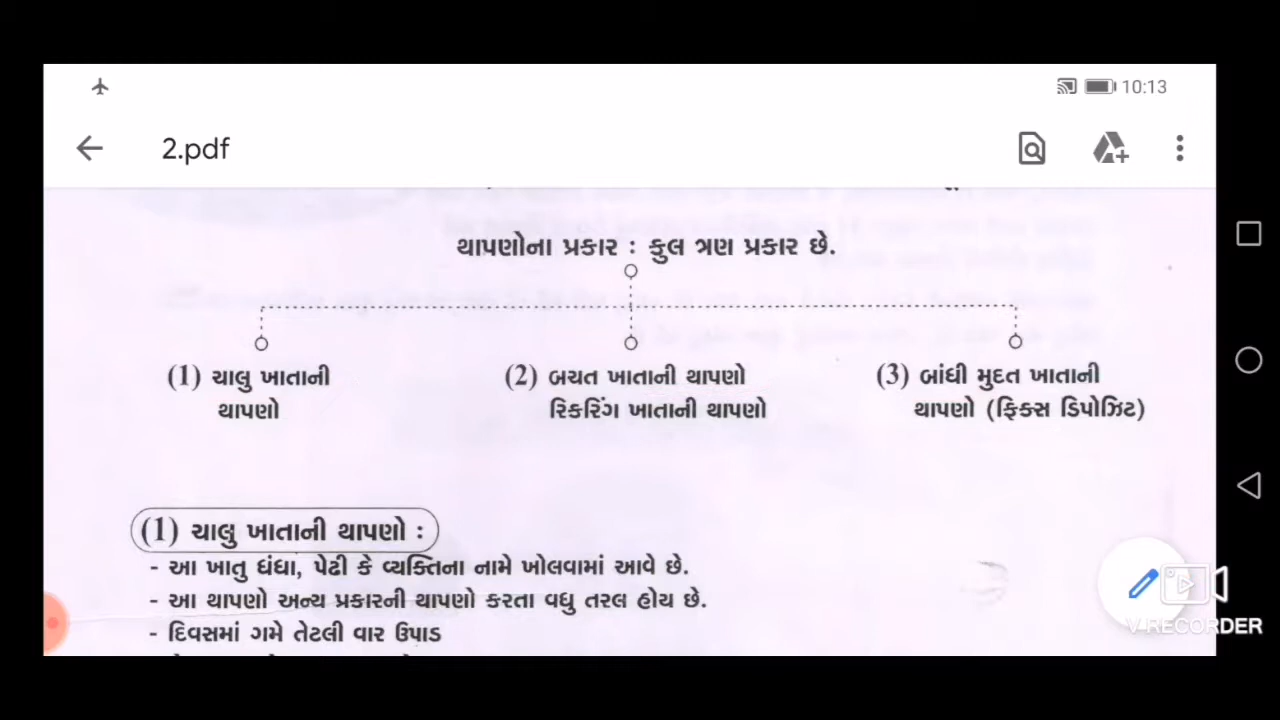 10:13
2.pdf
થાપણોના પ્રકાર : કુલ ત્રણ પ્રકાર છે.
(1) ચાલુ ખાતાની
થાપણો
(2) બચત ખાતાની થાપણો
રિકરિંગ ખાતાની થાપણો
(3) બાંધી મુદત ખાતાની
થાપણો (ફિક્સ ડિપોઝિટ)
(1) ચાલુ ખાતાની થાપણો :
- આ ખાતુ ધંધા, પેઢી કે વ્યક્તિના નામે ખોલવામાં આવે છે.
- આ થાપણો અન્ય પ્રકારની થાપણો કરતા વધુ તરલ હોય છે.
- દિવસમાં ગમે તેટલી વાર ઉપાડ
V RECORDER